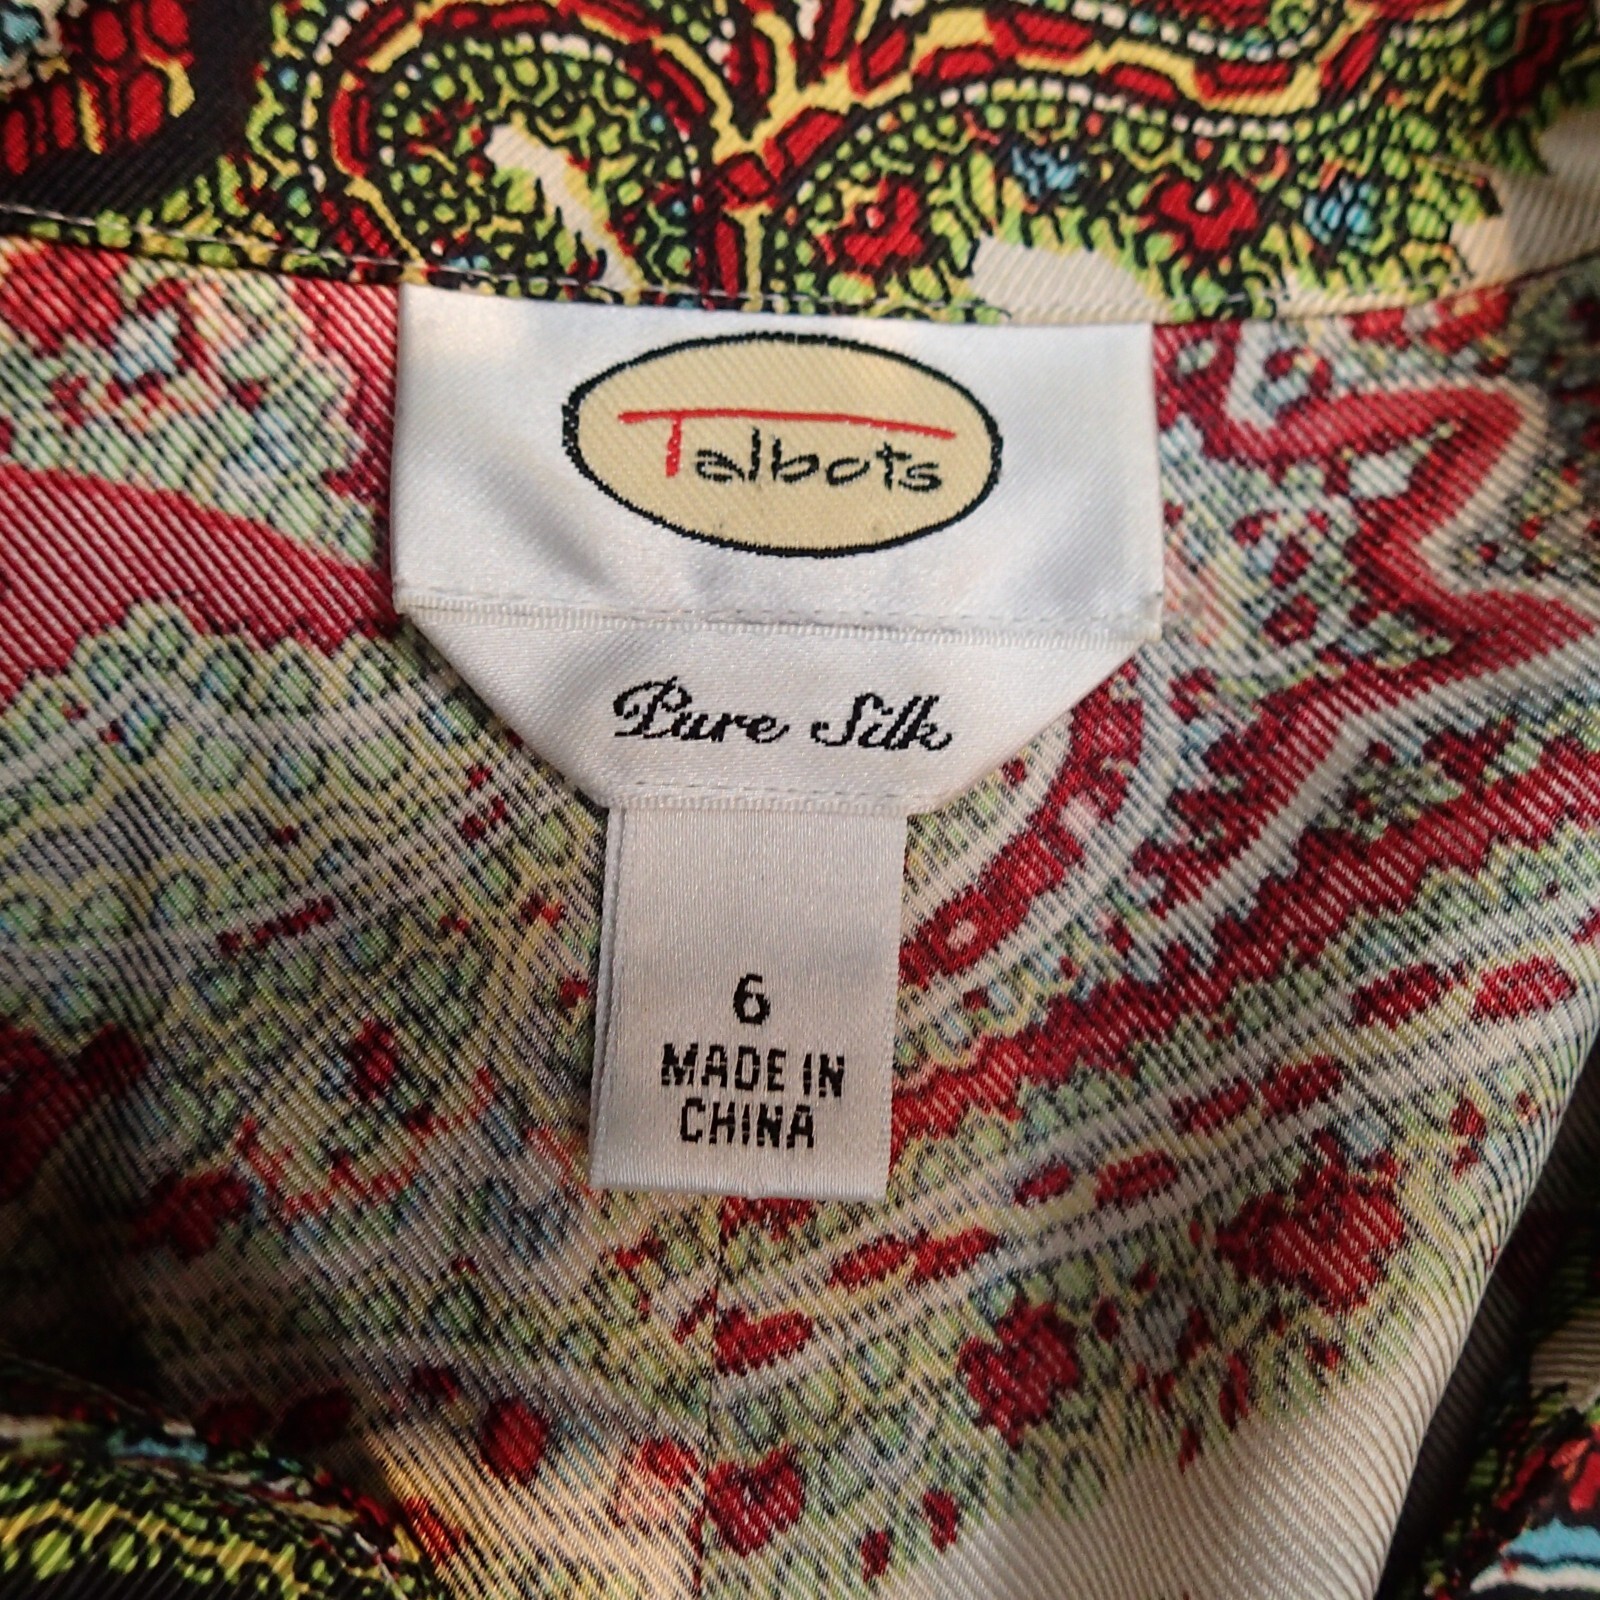 Talbots
Pure Silk
6
MADE IN
CHINA